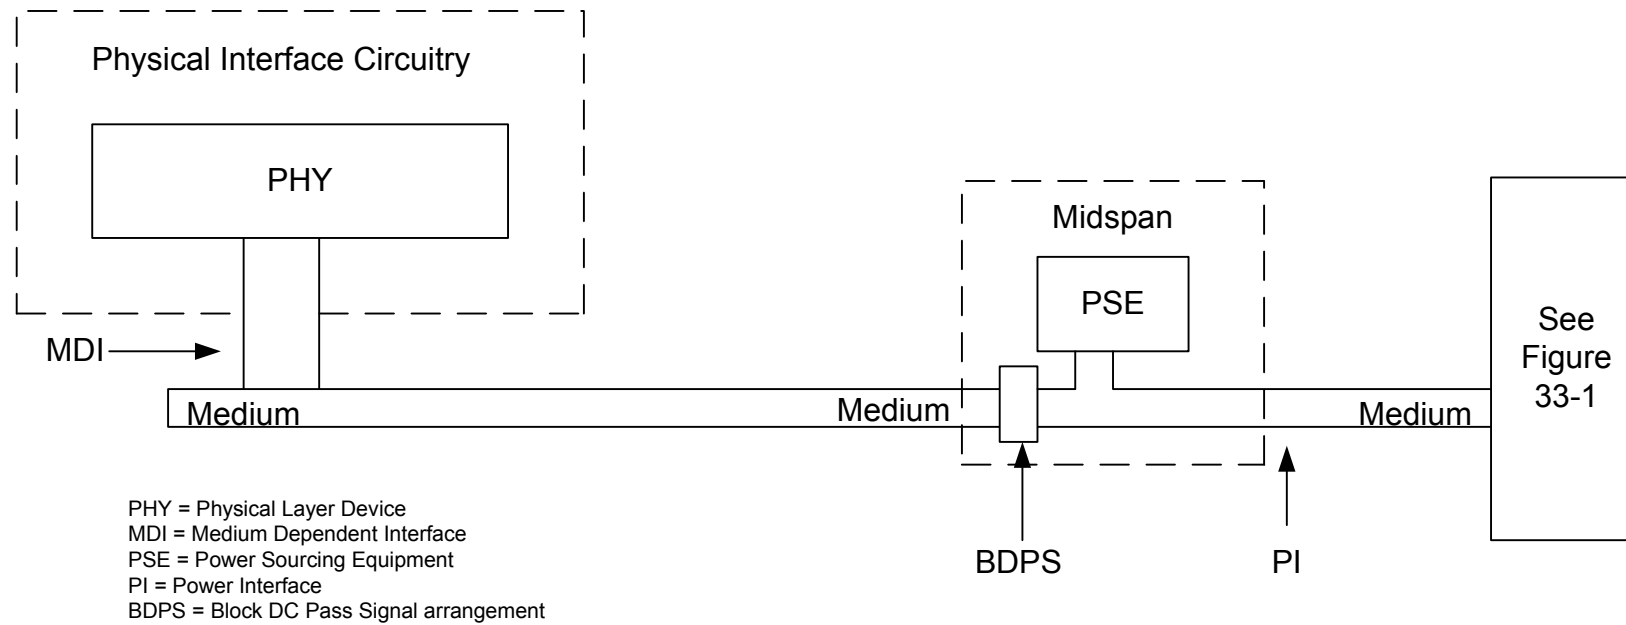 Physical Interface Circuitry
PHY
Midspan
PSE
MDI
See
Figure
33-1
Medium
Medium
Medium
BDPS
PI
PHY = Physical Layer Device
MDI = Medium Dependent Interface
PSE = Power Sourcing Equipment
PI = Power Interface
BDPS = Block DC Pass Signal arrangement